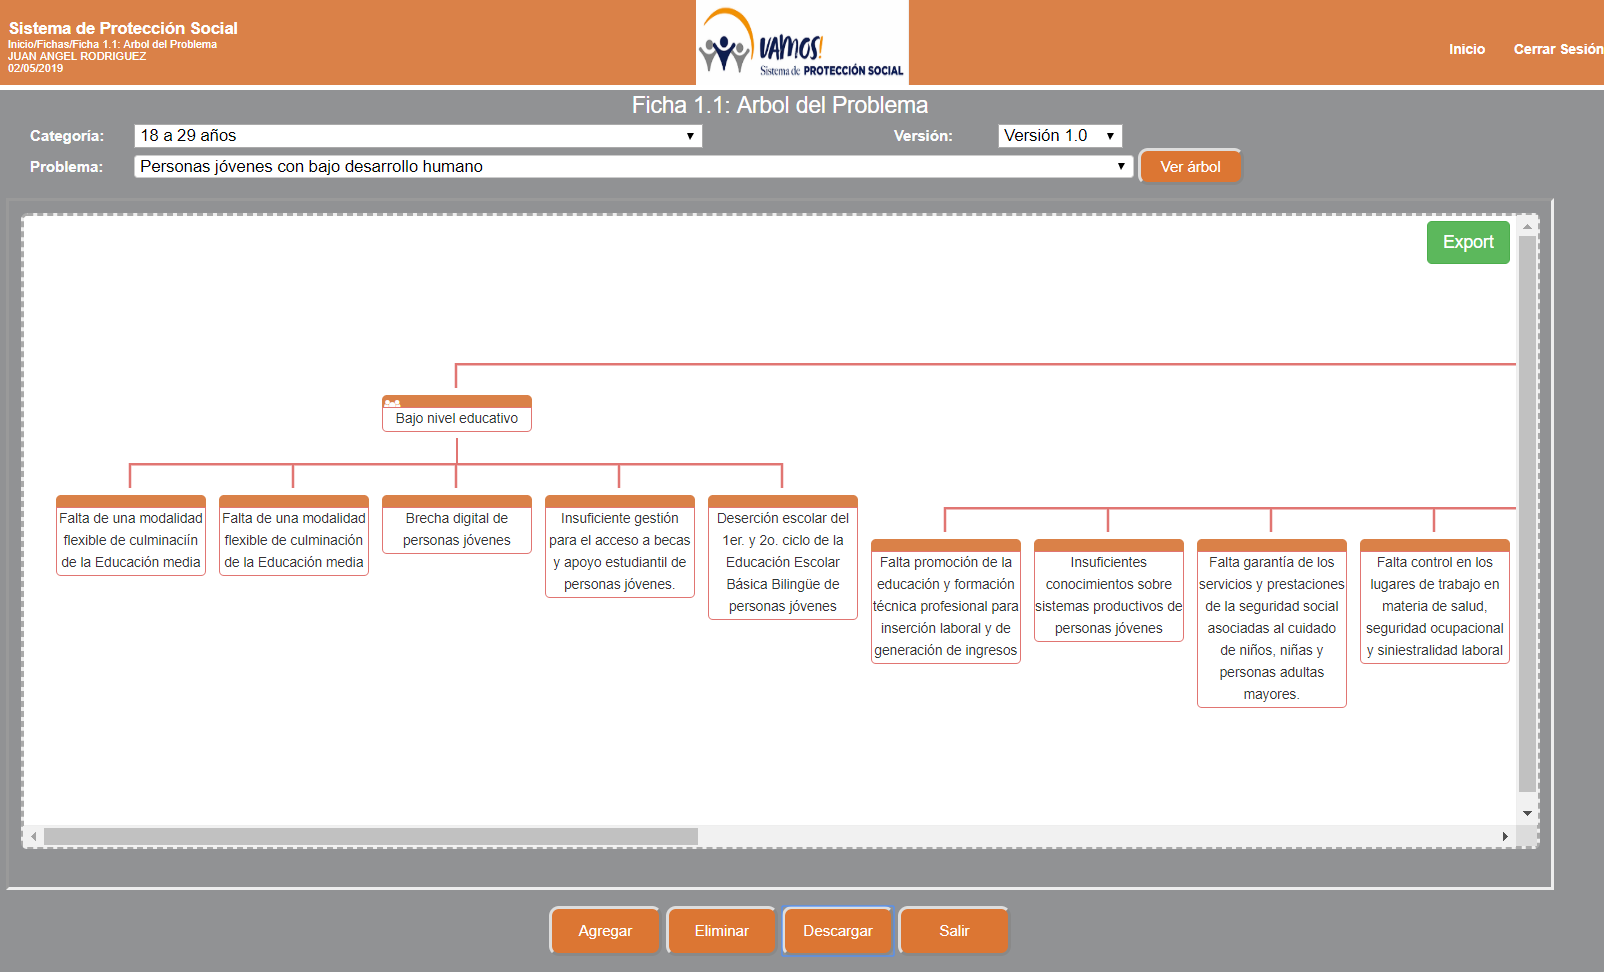 Sistema de Protección Social
Inicio/Fichas/Ficha 1.1: Arbol del Problema
JUAN ANGEL RODRIGUEZ
02/05/2019
VAMOS!
Sistema de PROTECCIÓN SOCIAL
Inicio
Cerrar Sesión
Ficha 1.1: Arbol del Problema
Categoría:
18 a 29 años
Versión:
Versión 1.0
Problema:
Personas jóvenes con bajo desarrollo humano
Ver árbol
Export
Bajo nivel educativo
Falta de una modalidad
flexible de culminaciín
de la Educación media
Falta de una modalidad
flexible de culminación
de la Educación media
Brecha digital de
personas jóvenes
Insuficiente gestión
para el acceso a becas
y apoyo estudiantil de
personas jóvenes.
Deserción escolar del
1er. y 2o. ciclo de la
Educación Escolar
Básica Bilingüe de
personas jóvenes
Falta promoción de la
educación y formación
técnica profesional para
inserción laboral y de
generación de ingresos
Insuficientes
conocimientos sobre
sistemas productivos de
personas jóvenes
Falta garantía de los
servicios y prestaciones
de la seguridad social
asociadas al cuidado
de niños, niñas y
personas adultas
mayores.
Falta control en los
lugares de trabajo en
materia de salud,
seguridad ocupacional
y siniestralidad laboral
Agregar
Eliminar
Descargar
Salir